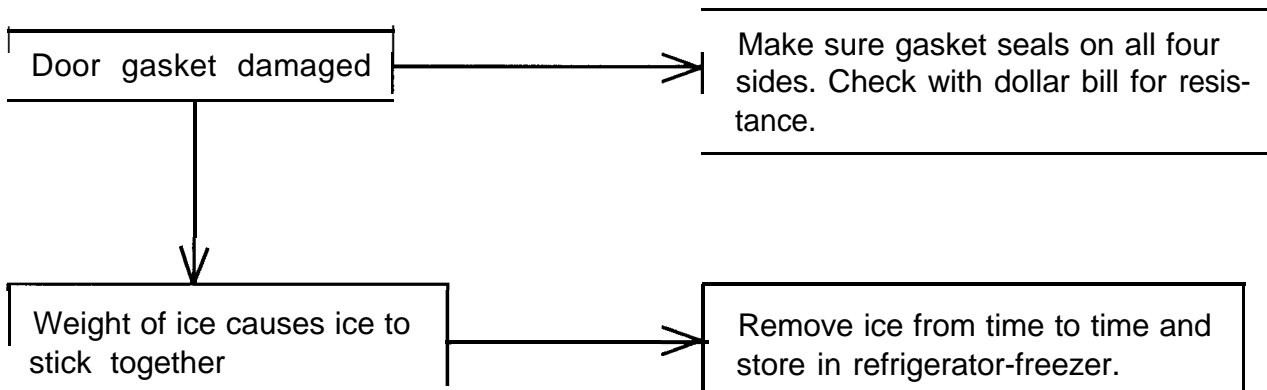 Door gasket damaged
Make sure gasket seals on all four
sides. Check with dollar bill for resis-
tance.
Weight of ice causes ice to
stick together
Remove ice from time to time and
store in refrigerator-freezer.